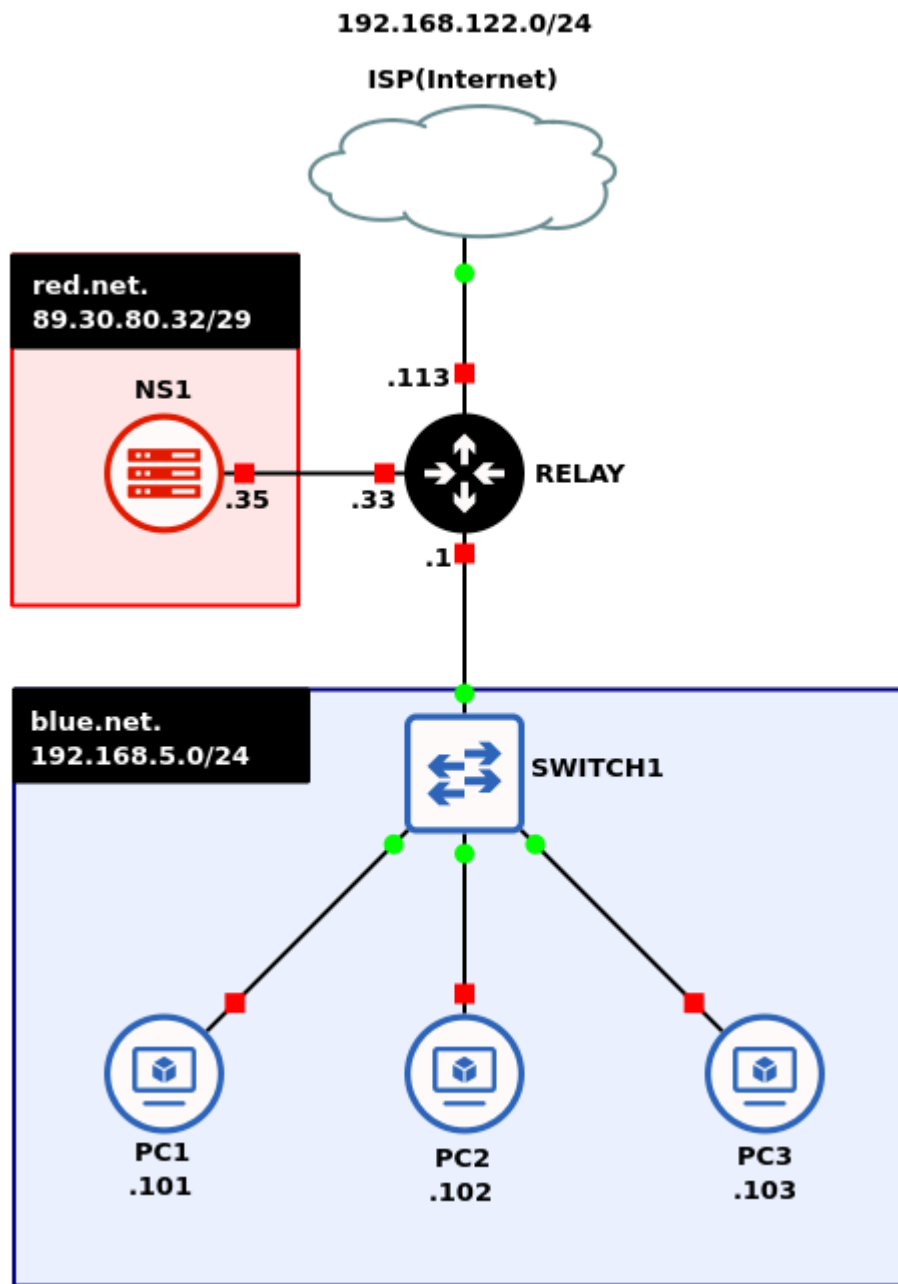 192.168.122.0/24
ISP(Internet)
red.net.
89.30.80.32/29
NS1
.113
RELAY
.35
.33
.1
blue.net.
192.168.5.0/24
SWITCH1
PC1
.101
PC2
.102
PC3
.103